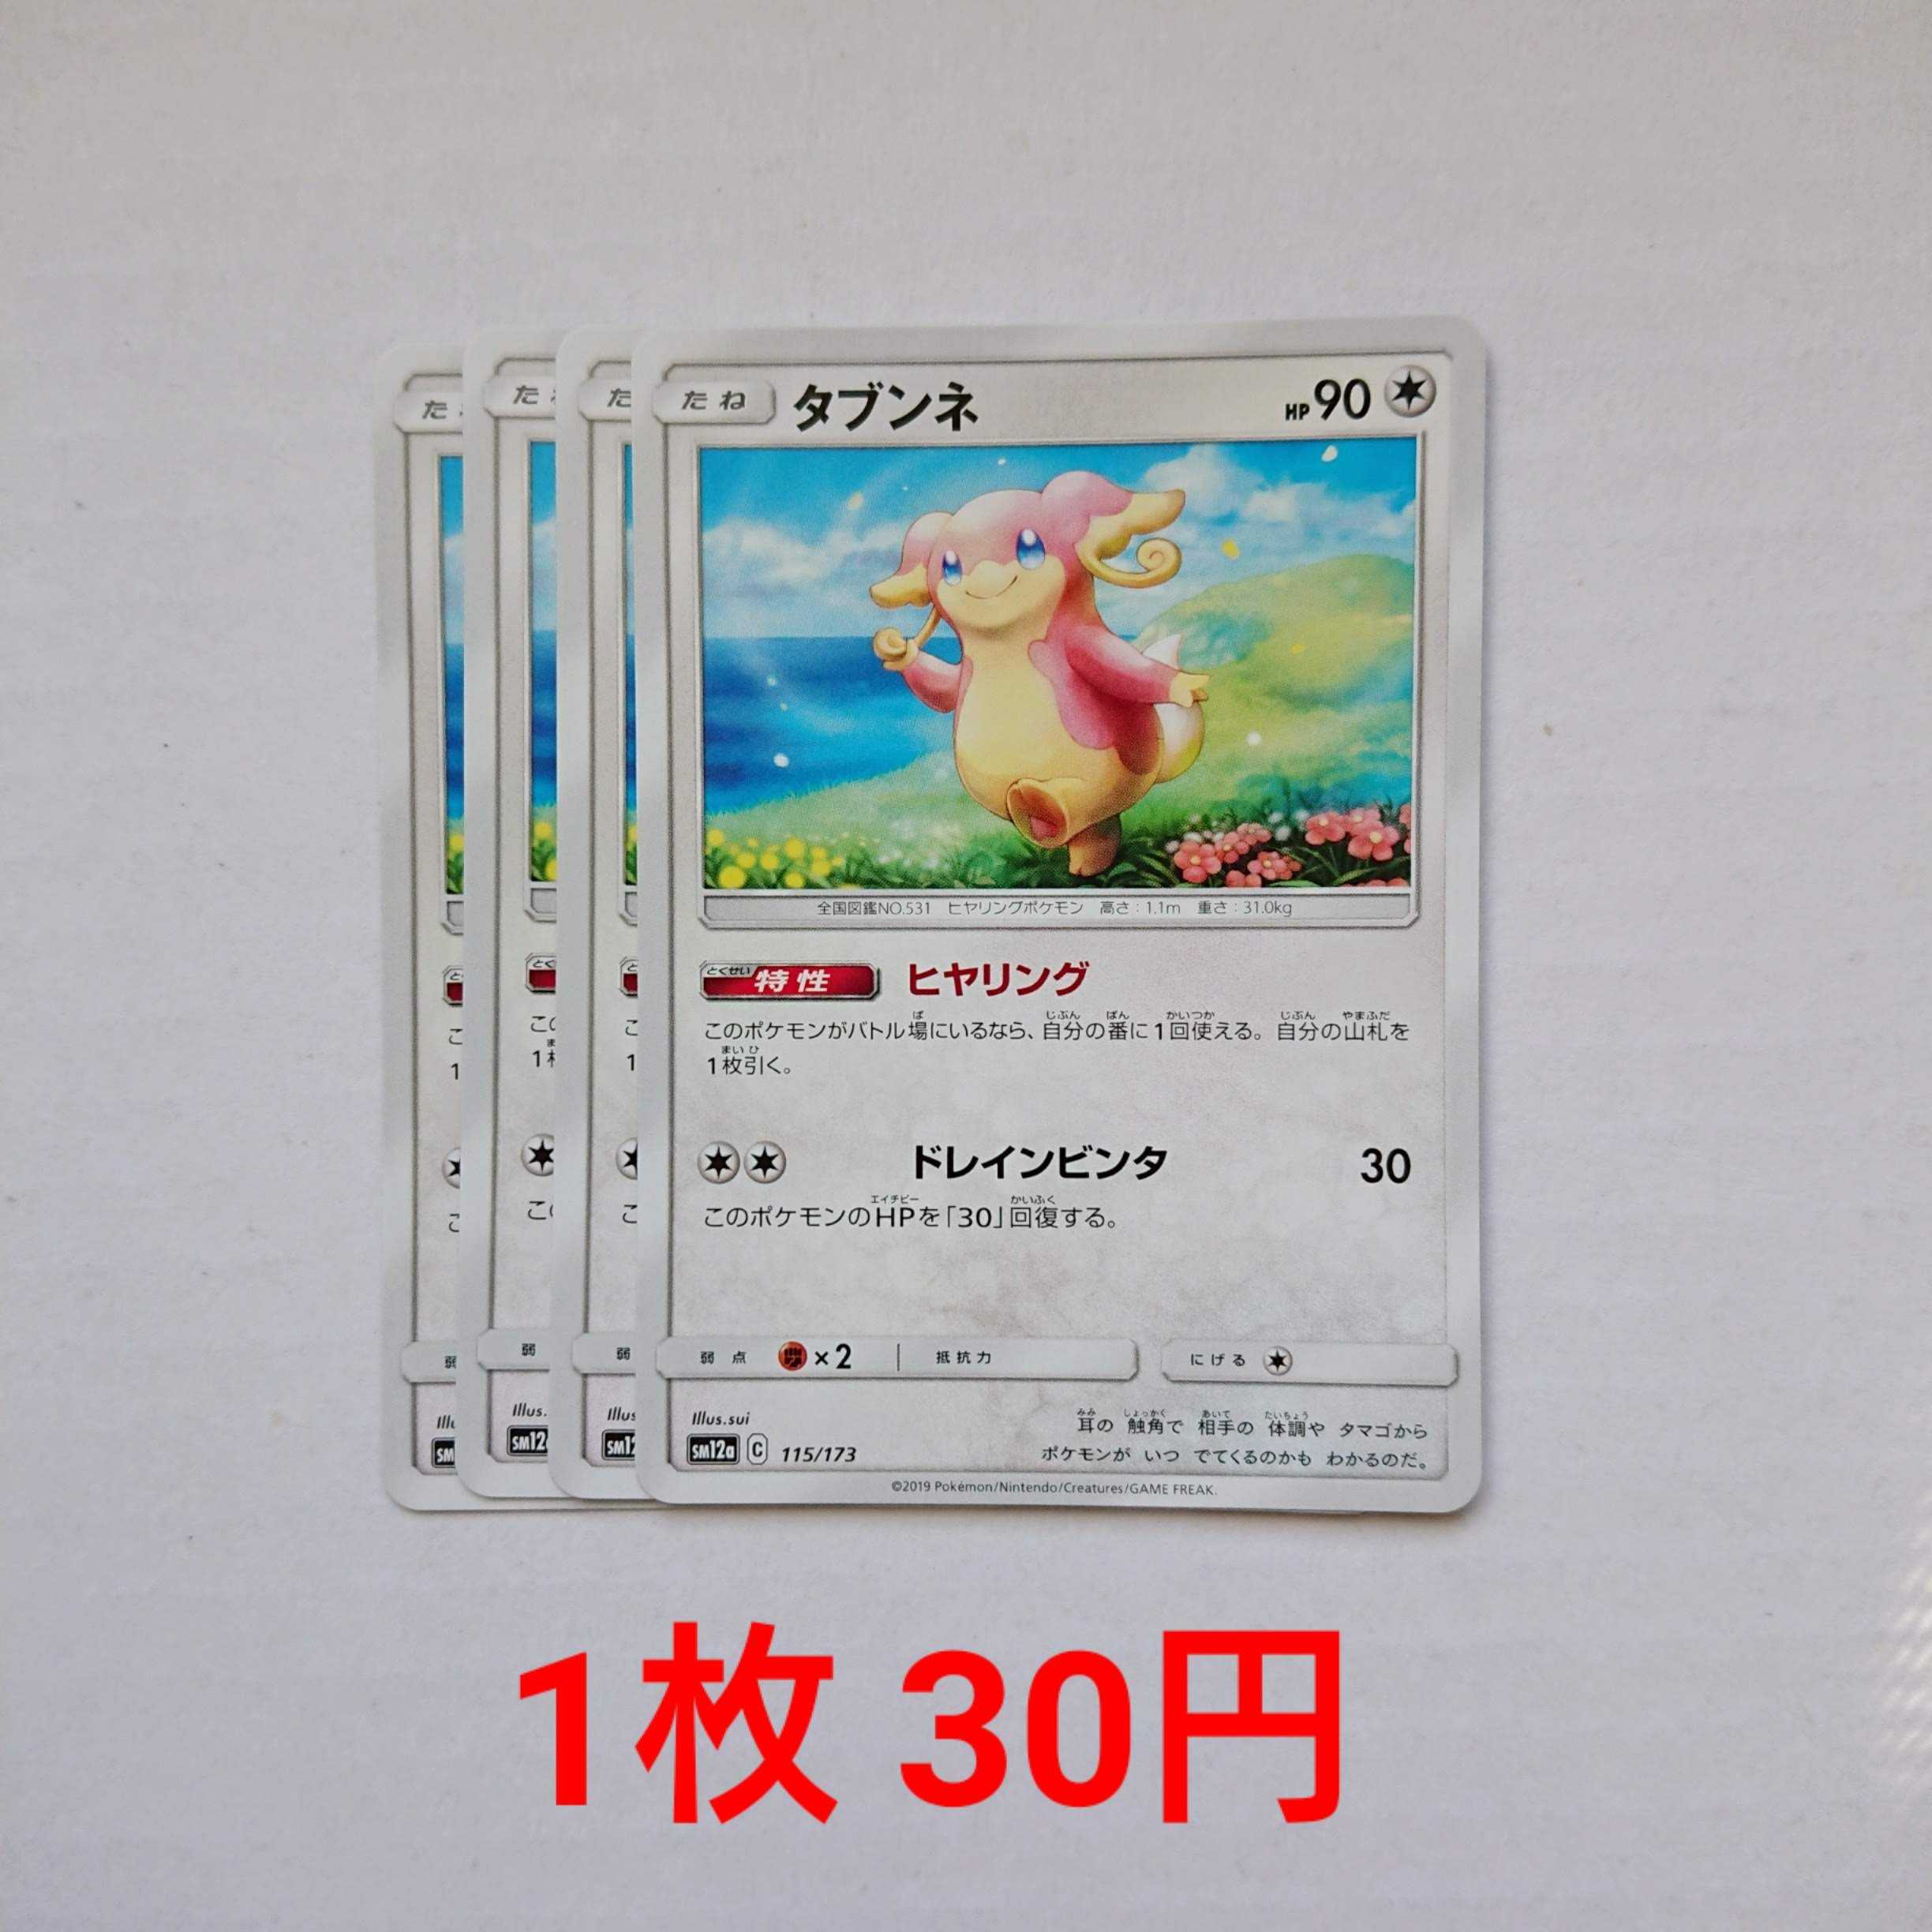 たね タブンネ HP90
全国図鑑NO.531 ヒヤリングポケモン 高さ：1.1m 重さ：31.0kg
とくせい 特性 ヒヤリング
このポケモンがバトル場にいるなら、自分の番に1回使える。自分の山札を
1枚引く。
ドレインビンタ 30
このポケモンのHPを「30」回復する。
弱点 ×2 抵抗力 にげる
Illus.sui
SM12a C 115/173
耳の 触角で 相手の 体調や タマゴから
ポケモンが いつ でてくるのかも わかるのだ。
©2019 Pokémon/Nintendo/Creatures/GAME FREAK.
1枚 30円